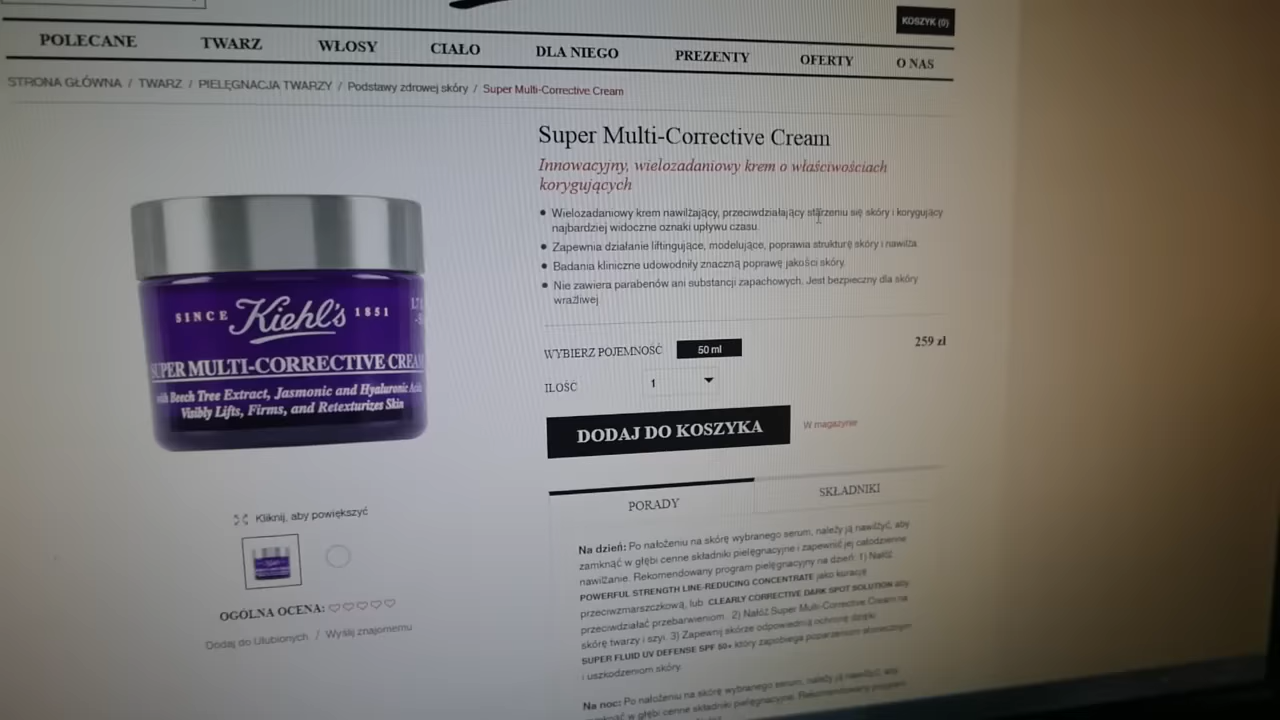 KOSZYK (0)
POLECANE TWARZ WŁOSY CIAŁO DLA NIEGO PREZENTY OFERTY O NAS
STRONA GŁÓWNA / TWARZ / PIELĘGNACJA TWARZY / Podstawy zdrowej skóry / Super Multi-Corrective Cream
Super Multi-Corrective Cream
Innowacyjny, wielozadaniowy krem o właściwościach
korygujących
Wielozadaniowy krem nawilżający, przeciwdziałający starzeniu się skóry i korygujący
najbardziej widoczne oznaki upływu czasu.
Zapewnia działanie liftingujące, modelujące, poprawia strukturę skóry i nawilża.
Badania kliniczne udowodniły znaczną poprawę jakości skóry.
Nie zawiera parabenów ani substancji zapachowych. Jest bezpieczny dla skóry
wrażliwej.
SINCE Kiehl's 1851
SUPER MULTI-CORRECTIVE CREA
with Beech Tree Extract, Jasmonic and Hyaluronic Acid
Visibly Lifts, Firms, and Retexturizes Skin
WYBIERZ POJEMNOŚĆ 50 ml 259 zł
ILOŚĆ 1
DODAJ DO KOSZYKA W magazynie
PORADY SKŁADNIKI
Kliknij, aby powiększyć
OGÓLNA OCENA:
Dodaj do Ulubionych / Wyślij znajomemu
Na dzień: Po nałożeniu na skórę wybranego serum, należy ją nawilżyć, aby
zamknąć w głębi cenne składniki pielęgnacyjne i zapewnić jej całodzienne
nawilżanie. Rekomendowany program pielęgnacyjny na dzień: 1) Nałóż
POWERFUL STRENGTH LINE-REDUCING CONCENTRATE jako kurację
przeciwzmarszczkową, lub CLEARLY CORRECTIVE DARK SPOT SOLUTION aby
przeciwdziałać przebarwieniom. 2) Nałóż Super Multi-Corrective Cream na
skórę twarzy i szyi. 3) Zapewnij skórze odpowiednią ochronę dzięki
SUPER FLUID UV DEFENSE SPF 50+ który zapobiega poparzeniom słonecznym
i uszkodzeniom skóry.
Na noc: Po nałożeniu na skórę wybranego serum, należy ją nawilżyć, aby
zamknąć w głębi cenne składniki pielęgnacyjne. Rekomendowany program